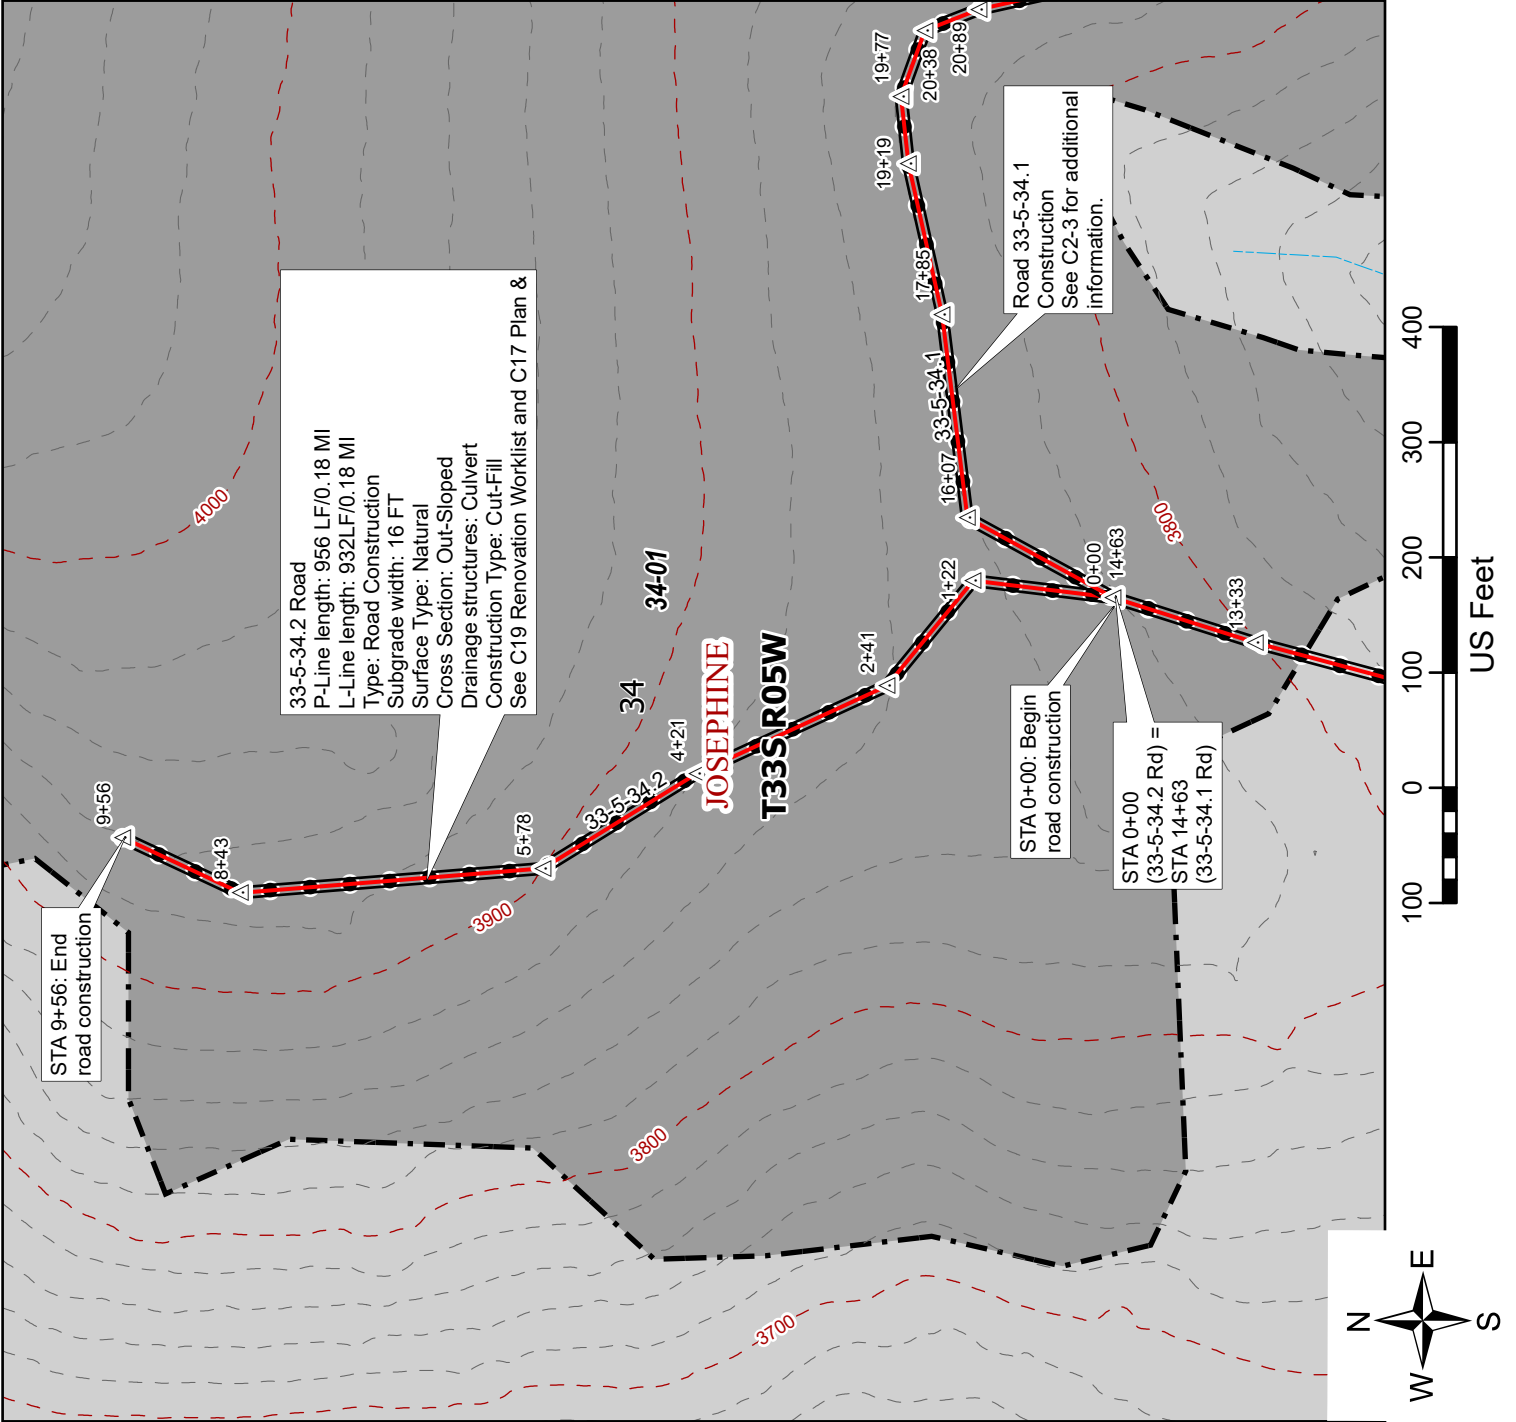 4000
3900
3800
3700
3800
9+56
8+43
5+78
4+21
2+41
1+22
0+00
14+63
13+33
16+07
17+85
19+19
19+77
20+38
20+89
33-5-34.2
33-5-34.1
34-01
34
JOSEPHINE
T33S R05W
STA 9+56: End
road construction
33-5-34.2 Road
P-Line length: 956 LF/0.18 MI
L-Line length: 932LF/0.18 MI
Type: Road Construction
Subgrade width: 16 FT
Surface Type: Natural
Cross Section: Out-Sloped
Drainage structures: Culvert
Construction Type: Cut-Fill
See C19 Renovation Worklist and C17 Plan &
Road 33-5-34.1
Construction
See C2-3 for additional
information.
STA 0+00: Begin
road construction
STA 0+00
(33-5-34.2 Rd) =
STA 14+63
(33-5-34.1 Rd)
100 0 100 200 300 400
US Feet
N
W E
S